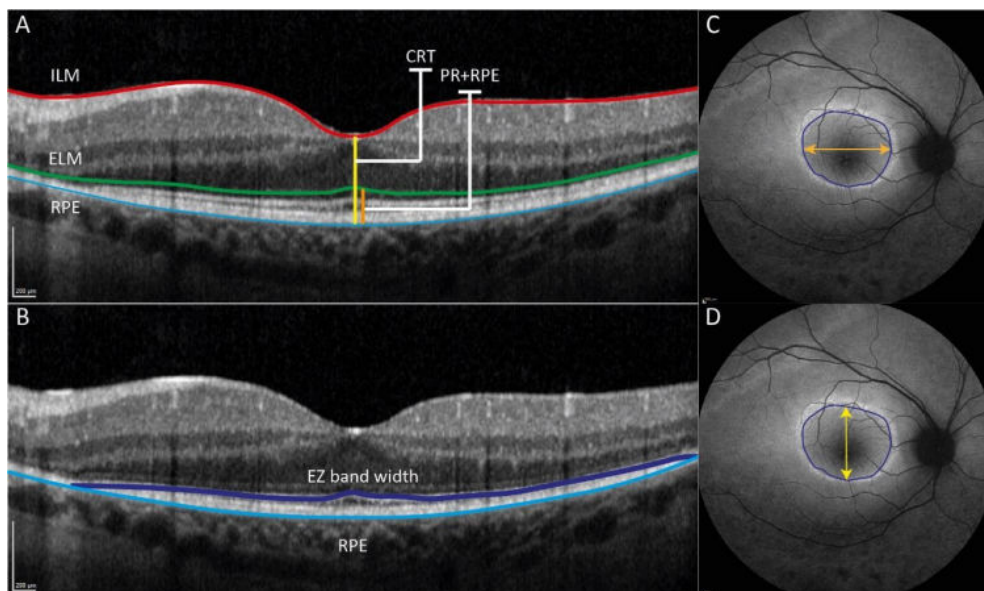 A
ILM
CRT
PR+RPE
ELM
RPE
200 µm
B
EZ band width
RPE
200 µm
C
D